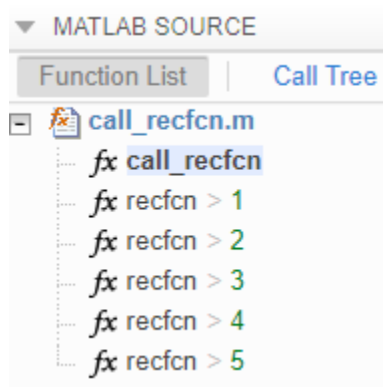 MATLAB SOURCE
Function List Call Tree
call_recfcn.m
fx call_recfcn
fx recfcn > 1
fx recfcn > 2
fx recfcn > 3
fx recfcn > 4
fx recfcn > 5